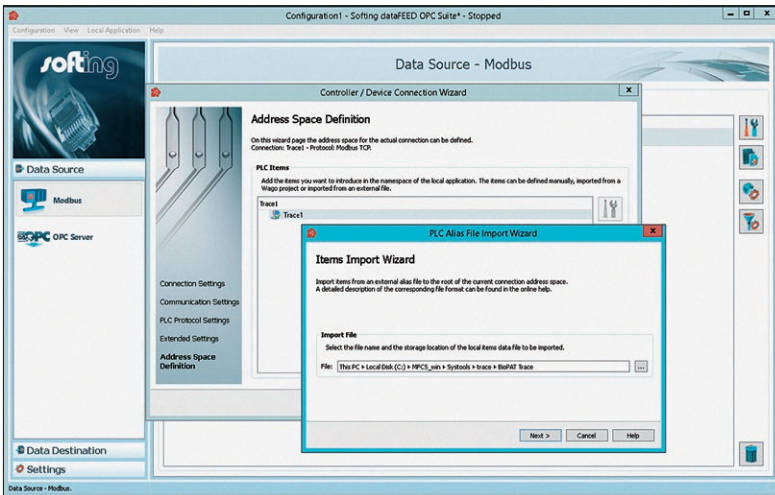 Configuration1 - Softing dataFEED OPC Suite* - Stopped
Configuration View Local Application Help
softing
Data Source - Modbus
Data Source
Modbus
OPC OPC Server
Data Destination
Settings
Data Source - Modbus.
Controller / Device Connection Wizard
Address Space Definition
On this wizard page the address space for the actual connection can be defined.
Connection: Trace1 - Protocol: Modbus TCP.
PLC Items
Add the items you want to introduce in the namespace of the local application. The items can be defined manually, imported from a
Wago project or imported from an external file.
Trace1
Trace1
Connection Settings
Communication Settings
PLC Protocol Settings
Extended Settings
Address Space
Definition
PLC Alias File Import Wizard
Items Import Wizard
Import items from an external alias file to the root of the current connection address space.
A detailed description of the corresponding file format can be found in the online help.
Import File
Select the file name and the storage location of the local items data file to be imported.
File: This PC ▸ Local Disk (C:) ▸ MFCS_win ▸ Systools ▸ trace ▸ BioPAT Trace ...
Next > Cancel Help